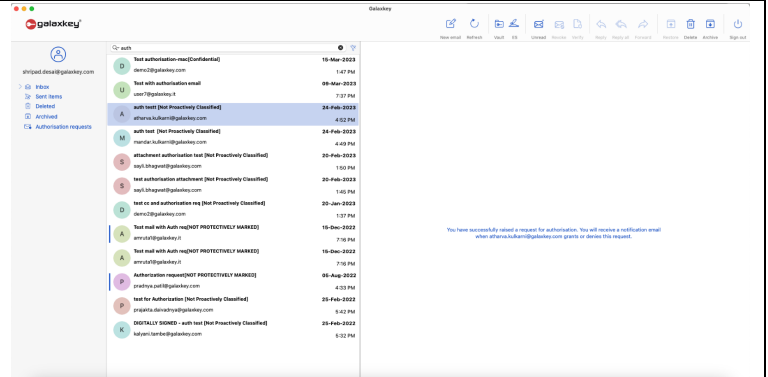 Galaxkey
galaxkey
New email Refresh Vault ES Unread Revoke Verify Reply Reply all Forward Restore Delete Archive Sign out
shripad.desai@galaxkey.com
Inbox
Sent items
Deleted
Archived
Authorisation requests
auth
D
Test authorisation-mac[Confidential] 15-Mar-2023
demo2@galaxkey.com 1:47 PM
U
Test with authorisation email 09-Mar-2023
user7@galaxkey.it 7:37 PM
A
auth testt [Not Proactively Classified] 24-Feb-2023
atharva.kulkarni@galaxkey.com 4:52 PM
M
auth test [Not Proactively Classified] 24-Feb-2023
mandar.kulkarni@galaxkey.com 4:49 PM
S
attachment authorisation test [Not Proactively Classified] 20-Feb-2023
sayli.bhagwat@galaxkey.com 1:50 PM
S
test authorisation attachment [Not Proactively Classified] 20-Feb-2023
sayli.bhagwat@galaxkey.com 1:45 PM
D
test cc and authorisation req [Not Proactively Classified] 20-Jan-2023
demo2@galaxkey.com 1:37 PM
A
Test mail with Auth req[NOT PROTECTIVELY MARKED] 15-Dec-2022
amruta1@galaxkey.it 7:16 PM
A
Test mail with Auth req[NOT PROTECTIVELY MARKED] 15-Dec-2022
amruta1@galaxkey.it 7:16 PM
P
Authorization request[NOT PROTECTIVELY MARKED] 05-Aug-2022
pradnya.patil@galaxkey.com 4:33 PM
P
test for Authorization [Not Proactively Classified] 25-Feb-2022
prajakta.daivadnya@galaxkey.com 5:42 PM
K
DIGITALLY SIGNED - auth test [Not Proactively Classified] 25-Feb-2022
kalyani.tambe@galaxkey.com 5:32 PM
You have successfully raised a request for authorisation. You will receive a notification email
when atharva.kulkarni@galaxkey.com grants or denies this request.